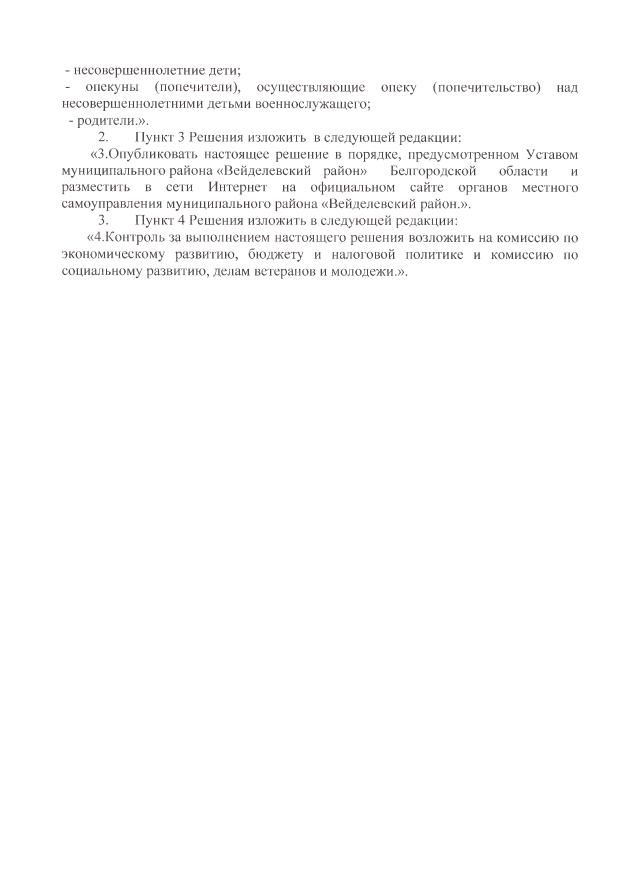 - несовершеннолетние дети;
- опекуны (попечители), осуществляющие опеку (попечительство) над
несовершеннолетними детьми военнослужащего;
- родители.».
2. Пункт 3 Решения изложить в следующей редакции:
«3.Опубликовать настоящее решение в порядке, предусмотренном Уставом
муниципального района «Вейделевский район» Белгородской области и
разместить в сети Интернет на официальном сайте органов местного
самоуправления муниципального района «Вейделевский район.».
3. Пункт 4 Решения изложить в следующей редакции:
«4.Контроль за выполнением настоящего решения возложить на комиссию по
экономическому развитию, бюджету и налоговой политике и комиссию по
социальному развитию, делам ветеранов и молодежи.».